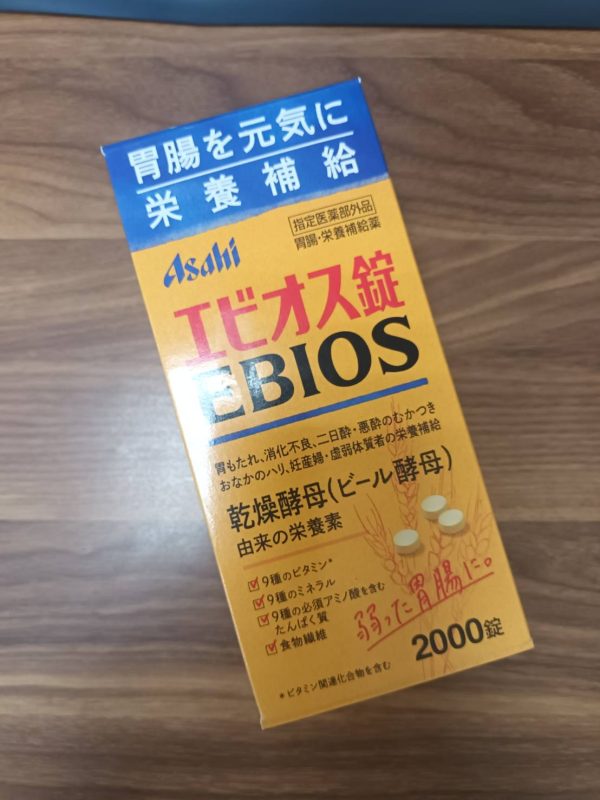 胃腸を元気に
栄養補給
指定医薬部外品
胃腸・栄養補給薬
Asahi
エビオス錠
EBIOS
胃もたれ、消化不良、二日酔・悪酔のむかつき
おなかのハリ、妊産婦・虚弱体質者の栄養補給
乾燥酵母(ビール酵母)
由来の栄養素
9種のビタミン*
9種のミネラル
9種の必須アミノ酸を含む
たんぱく質
食物繊維
弱った胃腸に。
2000錠
*ビタミン関連化合物を含む